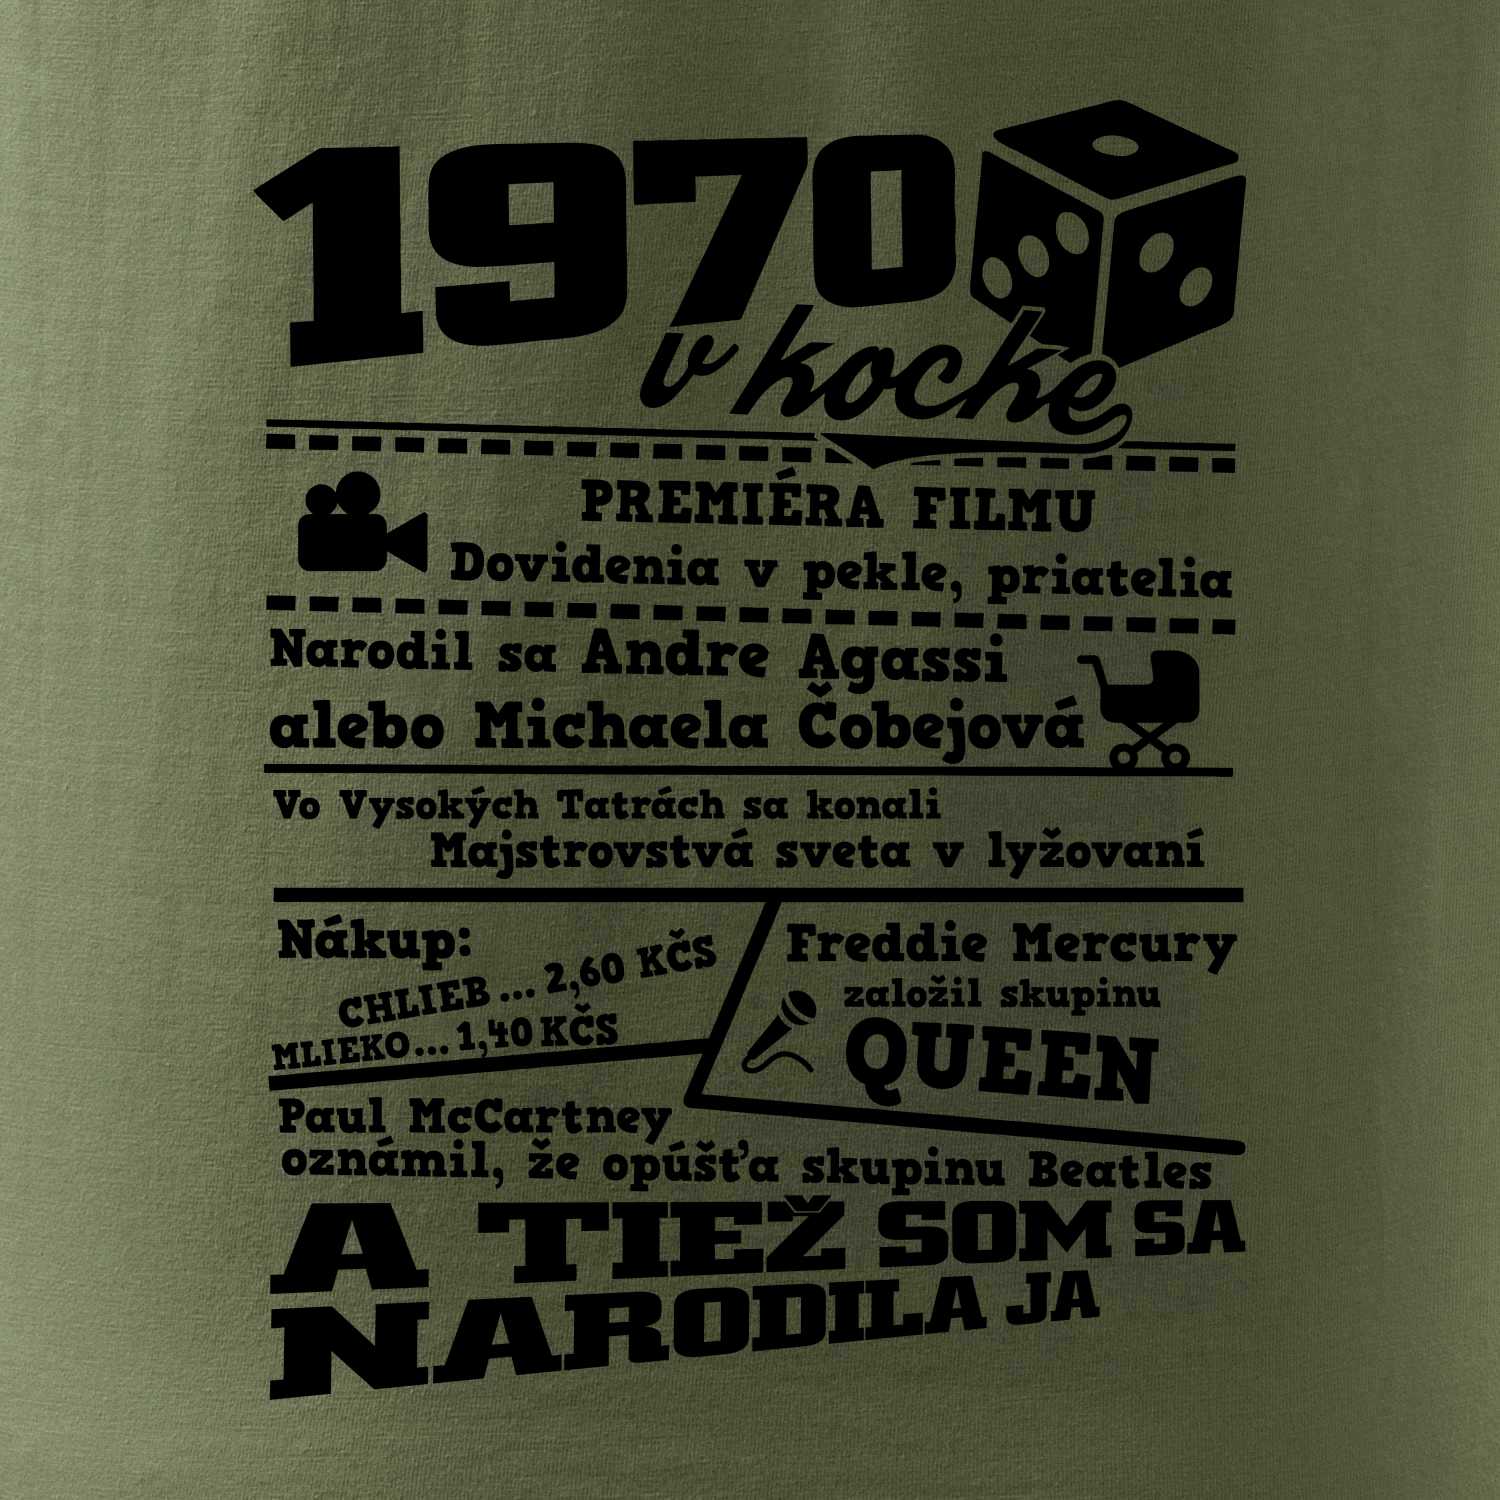 1970
v kocke
PREMIÉRA FILMU
Dovidenia v pekle, priatelia
Narodil sa Andre Agassi
alebo Michaela Čobejová
Vo Vysokých Tatrách sa konali
Majstrovstvá sveta v lyžovaní
Nákup:
CHLIEB ... 2,60 KČS
MLIEKO... 1,40 KČS
Freddie Mercury
založil skupinu
QUEEN
Paul McCartney
oznámil, že opúšťa skupinu Beatles
A TIEŽ SOM SA
NARODILA JA